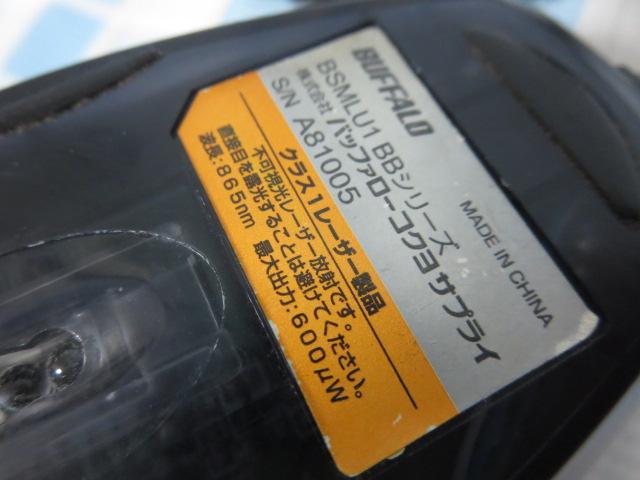 BUFFALO
BSMLU1 BBシリーズ
株式会社 バッファローコクヨ サプライ
S/N A81005
MADE IN CHINA
クラス1レーザー製品
不可視光レーザー放射です。
直接目を露光することは避けてください。
波長:865nm 最大出力:600μW